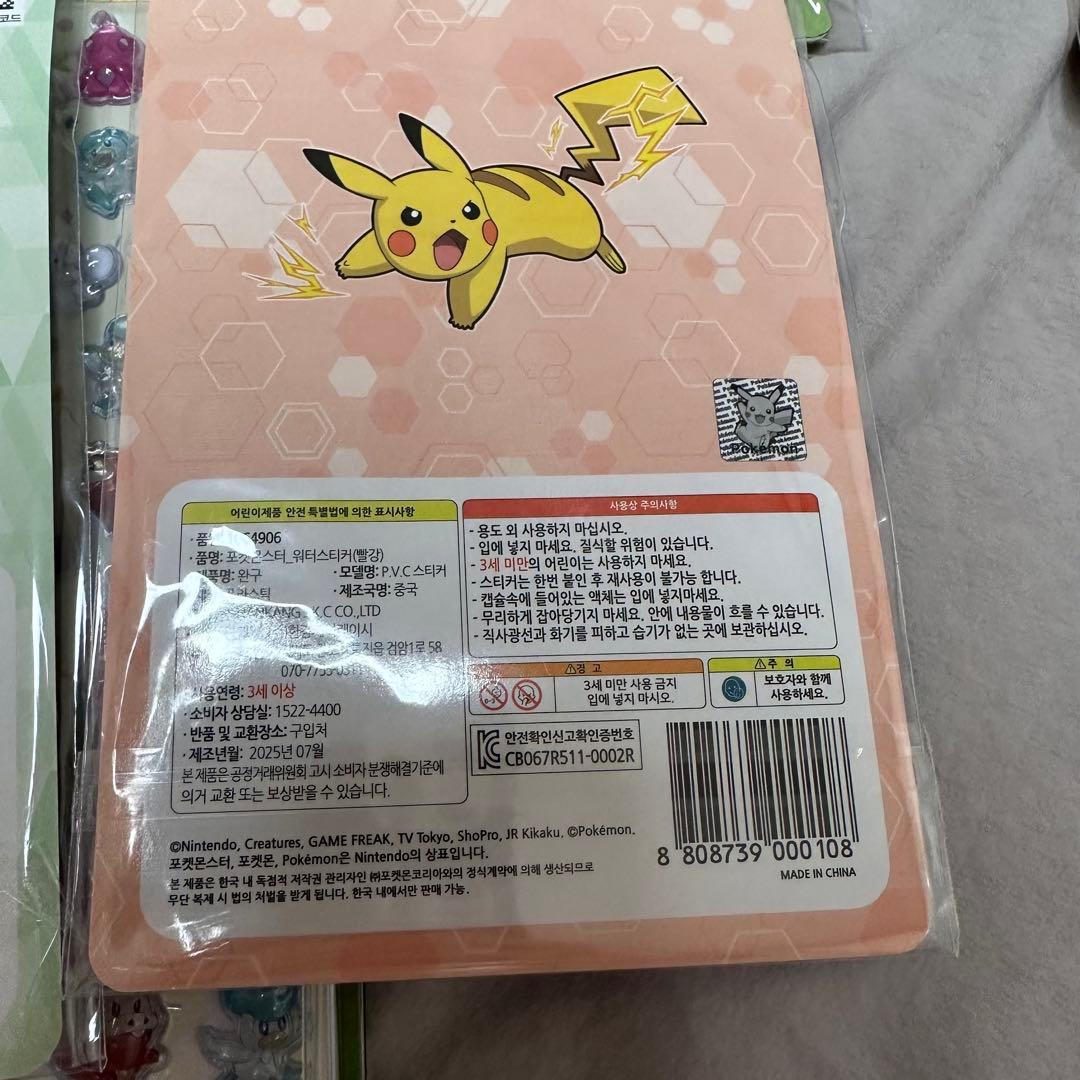 코드
Pokémon
어린이제품 안전 특별법에 의한 표시사항
4906
· 품명: 포켓몬스터_워터스티커(빨강)
제품명: 완구 · 모델명: P.V.C 스티커
· 제조국명: 중국
CO.,LTD
검암1로 58
070-7755-
· 사용연령: 3세 이상
· 소비자 상담실: 1522-4400
· 반품 및 교환장소: 구입처
· 제조년월: 2025년 07월
본 제품은 공정거래위원회 고시 소비자 분쟁해결기준에
의거 교환 또는 보상받을 수 있습니다.
사용상 주의사항
- 용도 외 사용하지 마십시오.
- 입에 넣지 마세요. 질식할 위험이 있습니다.
- 3세 미만의 어린이는 사용하지 마세요.
- 스티커는 한번 붙인 후 재사용이 불가능 합니다.
- 캡슐속에 들어있는 액체는 입에 넣지마세요.
- 무리하게 잡아당기지 마세요. 안에 내용물이 흐를 수 있습니다.
- 직사광선과 화기를 피하고 습기가 없는 곳에 보관하십시오.
⚠경 고
3세 미만 사용 금지
입에 넣지 마시오.
⚠주 의
보호자와 함께
사용하세요.
안전확인신고확인증번호
CB067R511-0002R
8 808739 000108
MADE IN CHINA
©Nintendo, Creatures, GAME FREAK, TV Tokyo, ShoPro, JR Kikaku. ©Pokémon.
포켓몬스터, 포켓몬, Pokémon은 Nintendo의 상표입니다.
본 제품은 한국 내 독점적 저작권 관리자인 ㈜포켓몬코리아와의 정식계약에 의해 생산되므로
무단 복제 시 법의 처벌을 받게 됩니다. 한국 내에서만 판매 가능.